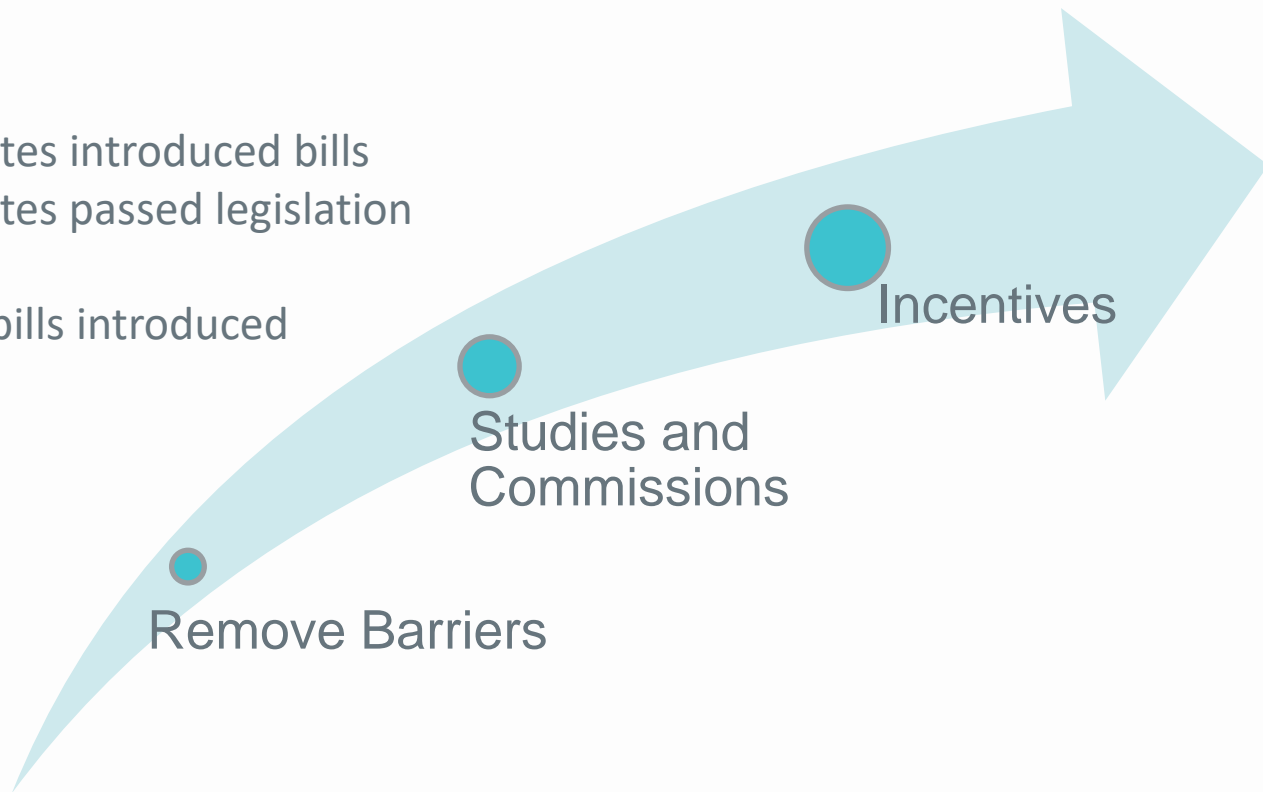 tes introduced bills
tes passed legislation
bills introduced
Incentives
Studies and
Commissions
Remove Barriers